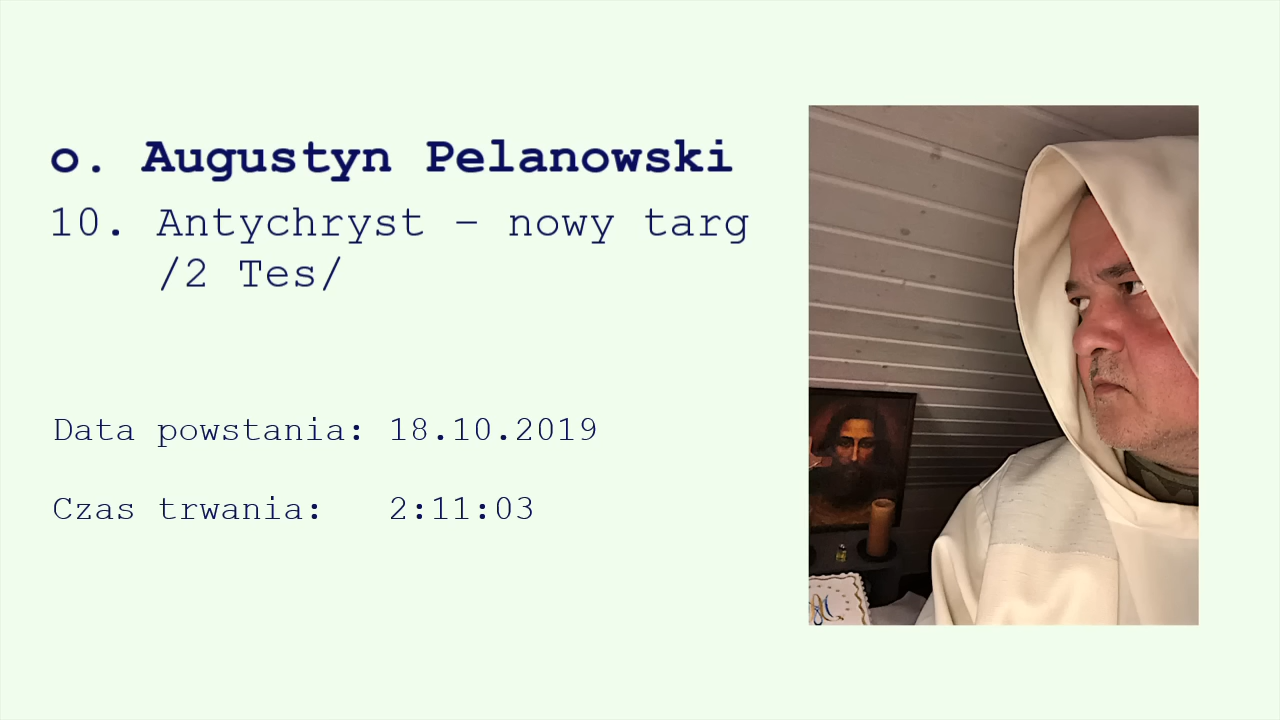 o. Augustyn Pelanowski
10. Antychryst – nowy targ
/2 Tes/
Data powstania: 18.10.2019
Czas trwania: 2:11:03